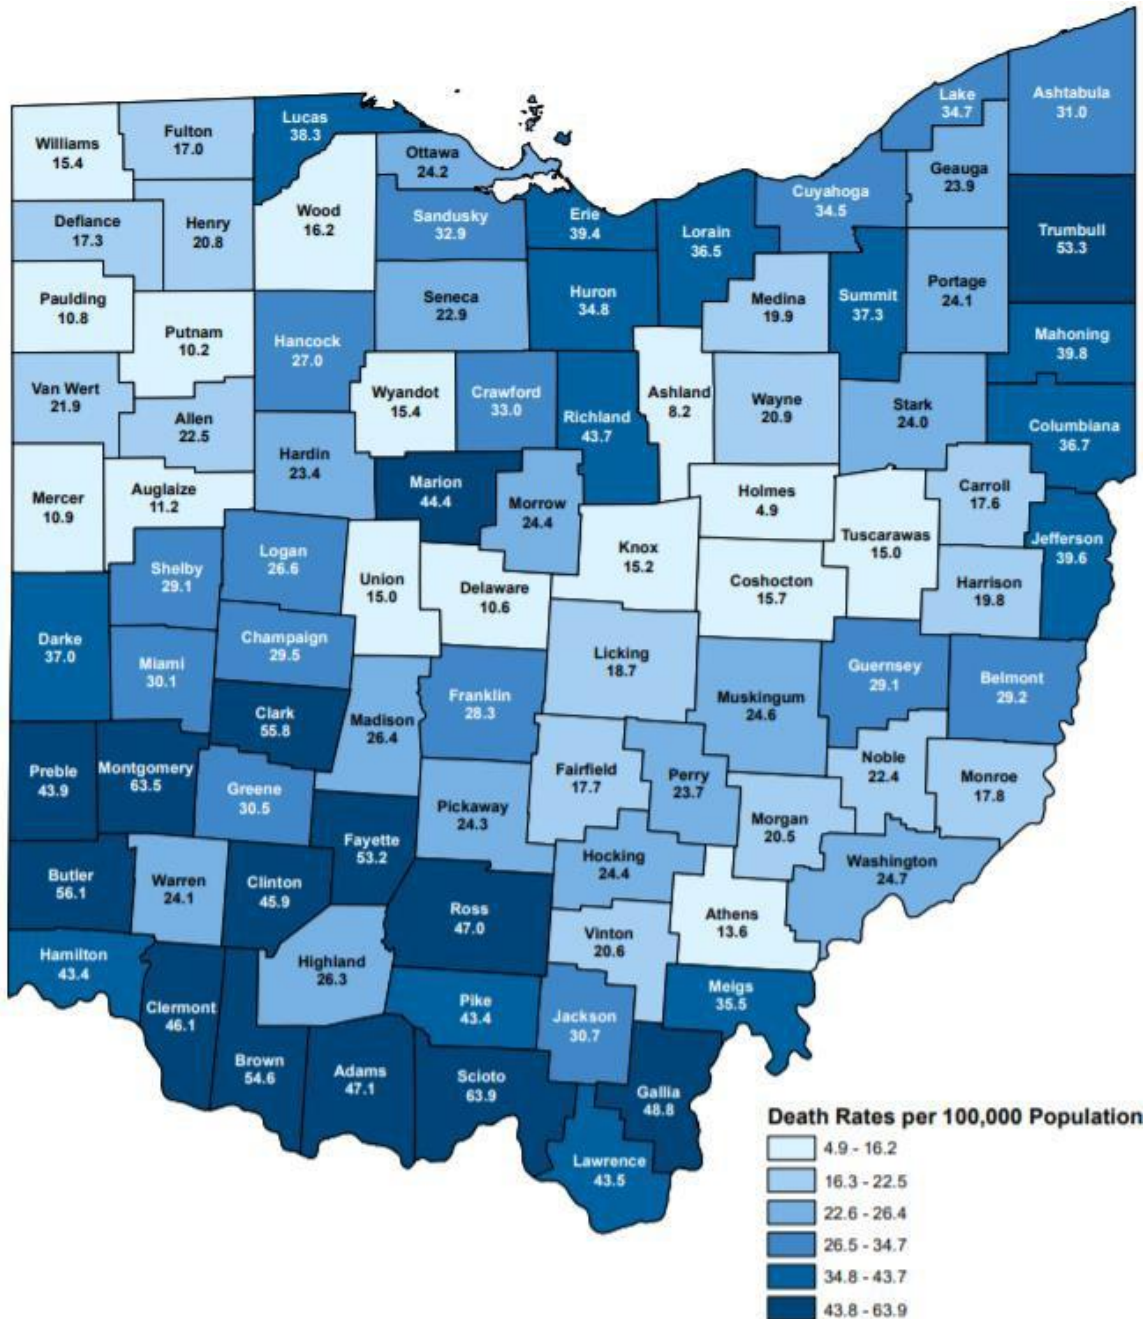 Lake
34.7
Ashtabula
31.0
Lucas
38.3
Fulton
17.0
Williams
15.4
Ottawa
24.2
Geauga
23.9
Cuyahoga
34.5
Wood
16.2
Sandusky
32.9
Erie
39.4
Defiance
17.3
Henry
20.8
Lorain
36.5
Trumbull
53.3
Paulding
10.8
Seneca
22.9
Huron
34.8
Medina
19.9
Summit
37.3
Portage
24.1
Putnam
10.2
Hancock
27.0
Mahoning
39.8
Van Wert
21.9
Wyandot
15.4
Crawford
33.0
Ashland
8.2
Wayne
20.9
Stark
24.0
Allen
22.5
Richland
43.7
Columbiana
36.7
Hardin
23.4
Mercer
10.9
Auglaize
11.2
Marion
44.4
Morrow
24.4
Holmes
4.9
Carroll
17.6
Tuscarawas
15.0
Jefferson
39.6
Shelby
29.1
Logan
26.6
Union
15.0
Delaware
10.6
Knox
15.2
Coshocton
15.7
Harrison
19.8
Darke
37.0
Miami
30.1
Champaign
29.5
Licking
18.7
Guernsey
29.1
Belmont
29.2
Franklin
28.3
Muskingum
24.6
Clark
55.8
Madison
26.4
Preble
43.9
Montgomery
63.5
Greene
30.5
Fairfield
17.7
Perry
23.7
Noble
22.4
Monroe
17.8
Pickaway
24.3
Morgan
20.5
Fayette
53.2
Hocking
24.4
Washington
24.7
Butler
56.1
Warren
24.1
Clinton
45.9
Ross
47.0
Athens
13.6
Vinton
20.6
Hamilton
43.4
Highland
26.3
Meigs
35.5
Clermont
46.1
Pike
43.4
Jackson
30.7
Brown
54.6
Adams
47.1
Scioto
63.9
Gallia
48.8
Lawrence
43.5
Death Rates per 100,000 Population
4.9 - 16.2
16.3 - 22.5
22.6 - 26.4
26.5 - 34.7
34.8 - 43.7
43.8 - 63.9